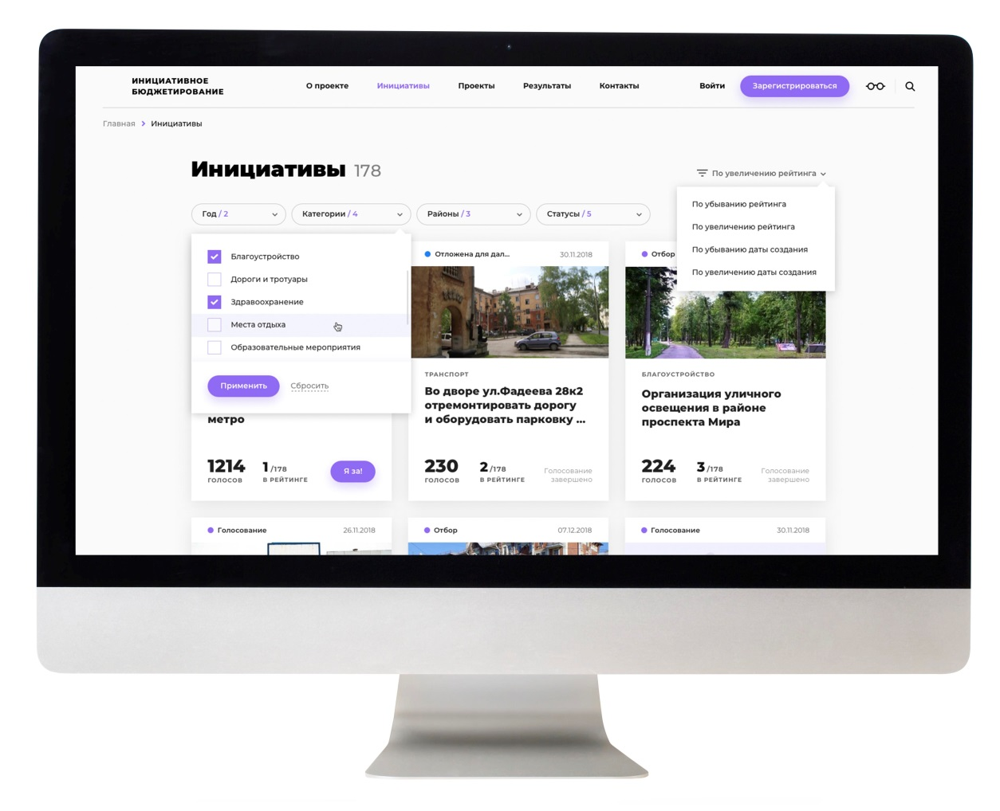 ИНИЦИАТИВНОЕ
БЮДЖЕТИРОВАНИЕ
О проекте
Инициативы
Проекты
Результаты
Контакты
Войти
Зарегистрироваться
Главная > Инициативы
Инициативы 178
По увеличению рейтинга
По убыванию рейтинга
По увеличению рейтинга
По убыванию даты создания
По увеличению даты создания
Год / 2
Категории / 4
Районы / 3
Статусы / 5
Благоустройство
Дороги и тротуары
Здравоохранение
Места отдыха
Образовательные мероприятия
Применить
Сбросить
метро
1214
ГОЛОСОВ
1 /178
В РЕЙТИНГЕ
Я за!
Отложена для дал...
30.11.2018
ТРАНСПОРТ
Во дворе ул.Фадеева 28к2
отремонтировать дорогу
и оборудовать парковку ...
230
ГОЛОСОВ
2 /178
В РЕЙТИНГЕ
Голосование
завершено
Отбор
БЛАГОУСТРОЙСТВО
Организация уличного
освещения в районе
проспекта Мира
224
ГОЛОСОВ
3 /178
В РЕЙТИНГЕ
Голосование
завершено
Голосование
26.11.2018
Отбор
07.12.2018
Голосование
30.11.2018